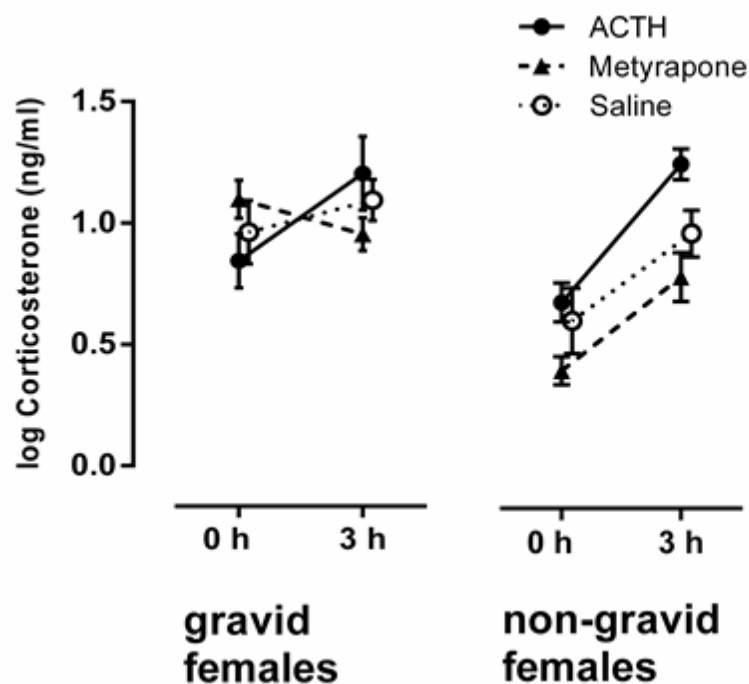 ACTH
Metyrapone
Saline
log Corticosterone (ng/ml)
1.5
1.0
0.5
0.0
0 h
3 h
0 h
3 h
gravid
females
non-gravid
females